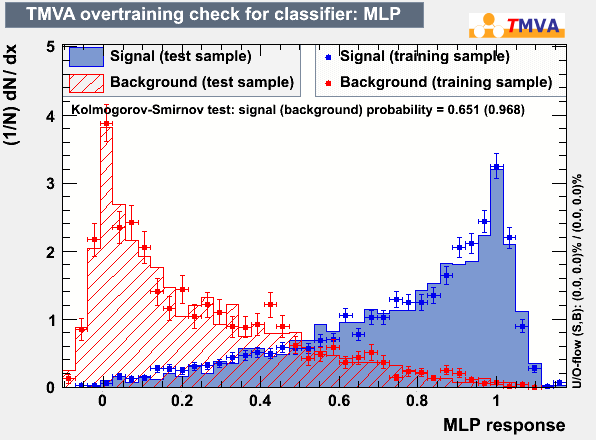 TMVA overtraining check for classifier: MLP
TMVA
Signal (test sample)
Background (test sample)
Signal (training sample)
Background (training sample)
Kolmogorov-Smirnov test: signal (background) probability = 0.651 (0.968)
(1/N) dN / dx
5
4
3
2
1
0
0 0.2 0.4 0.6 0.8 1
MLP response
U/O-flow (S,B): (0.0, 0.0)% / (0.0, 0.0)%